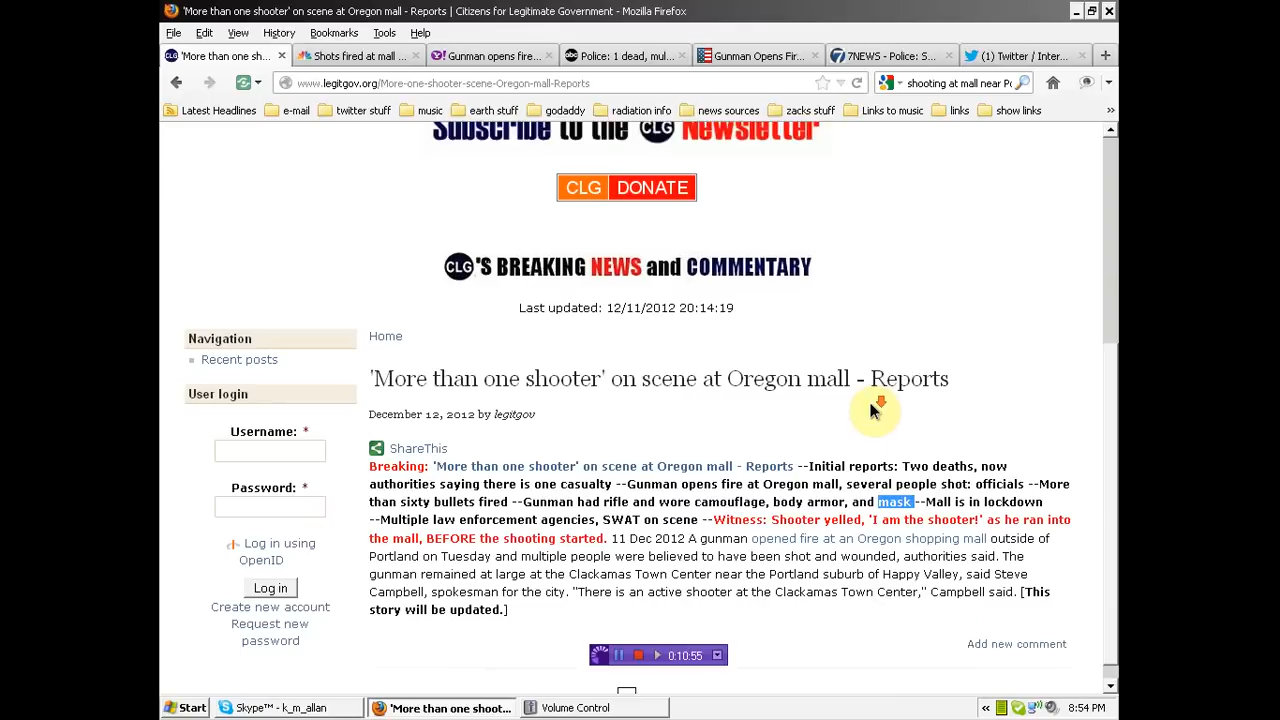 'More than one shooter' on scene at Oregon mall - Reports | Citizens for Legitimate Government - Mozilla Firefox
File Edit View History Bookmarks Tools Help
'More than one sh... Shots fired at mall ... Gunman opens fire... Police: 1 dead, mul... Gunman Opens Fir... 7NEWS - Police: S... (1) Twitter / Inter...
www.legitgov.org/More-one-shooter-scene-Oregon-mall-Reports shooting at mall near Po
Latest Headlines e-mail twitter stuff music earth stuff godaddy radiation info news sources zacks stuff Links to music links show links
Subscribe to the CLG Newsletter
CLG DONATE
CLG'S BREAKING NEWS and COMMENTARY
Last updated: 12/11/2012 20:14:19
Navigation
Recent posts
User login
Username: *
Password: *
Log in using
OpenID
Log in
Create new account
Request new
password
Home
'More than one shooter' on scene at Oregon mall - Reports
December 12, 2012 by legitgov
ShareThis
Breaking: 'More than one shooter' on scene at Oregon mall - Reports --Initial reports: Two deaths, now
authorities saying there is one casualty --Gunman opens fire at Oregon mall, several people shot: officials --More
than sixty bullets fired --Gunman had rifle and wore camouflage, body armor, and mask --Mall is in lockdown
--Multiple law enforcement agencies, SWAT on scene --Witness: Shooter yelled, 'I am the shooter!' as he ran into
the mall, BEFORE the shooting started. 11 Dec 2012 A gunman opened fire at an Oregon shopping mall outside of
Portland on Tuesday and multiple people were believed to have been shot and wounded, authorities said. The
gunman remained at large at the Clackamas Town Center near the Portland suburb of Happy Valley, said Steve
Campbell, spokesman for the city. "There is an active shooter at the Clackamas Town Center," Campbell said. [This
story will be updated.]
Add new comment
0:10:55
Start Skype™ - k_m_allan 'More than one shoot... Volume Control 8:54 PM